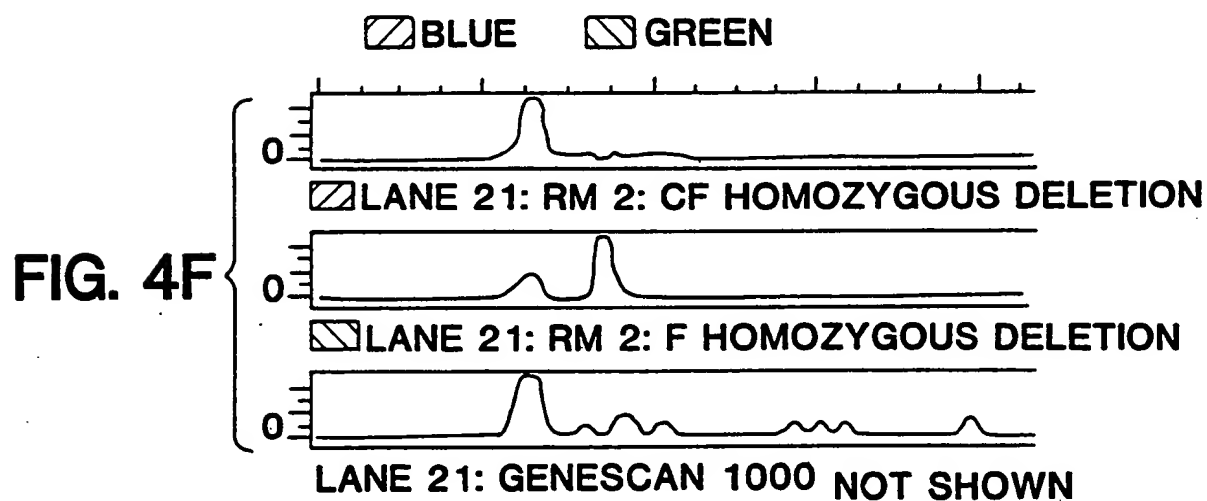 BLUE GREEN
0
LANE 21: RM 2: CF HOMOZYGOUS DELETION
FIG. 4F
0
LANE 21: RM 2: F HOMOZYGOUS DELETION
0
LANE 21: GENESCAN 1000 NOT SHOWN